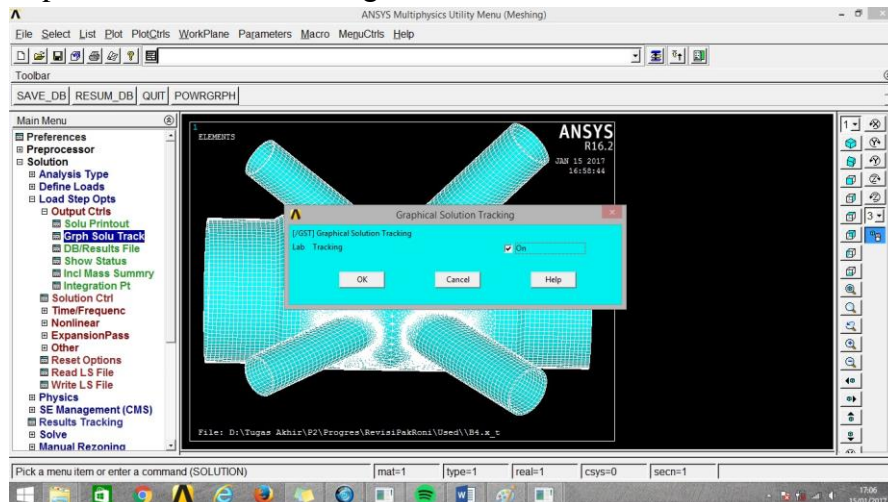 ANSYS Multiphysics Utility Menu (Meshing)
File Select List Plot PlotCtrls WorkPlane Parameters Macro MenuCtrls Help
Toolbar
SAVE_DB RESUM_DB QUIT POWRGRPH
Main Menu
Preferences
Preprocessor
Solution
Analysis Type
Define Loads
Load Step Opts
Output Ctrls
Solu Printout
Grph Solu Track
DB/Results File
Show Status
Incl Mass Summry
Integration Pt
Solution Ctrl
Time/Frequenc
Nonlinear
ExpansionPass
Other
Reset Options
Read LS File
Write LS File
Physics
SE Management (CMS)
Results Tracking
Solve
Manual Rezoning
1
ELEMENTS
ANSYS
R16.2
JAN 15 2017
16:58:44
Graphical Solution Tracking
[/GST] Graphical Solution Tracking
Lab Tracking On
OK Cancel Help
File: D:\Tugas Akhir\P2\Progres\RevisiPakRoni\Used\\B4.x_t
1
3
Pick a menu item or enter a command (SOLUTION) mat=1 type=1 real=1 csys=0 secn=1
17:06
15/01/2017